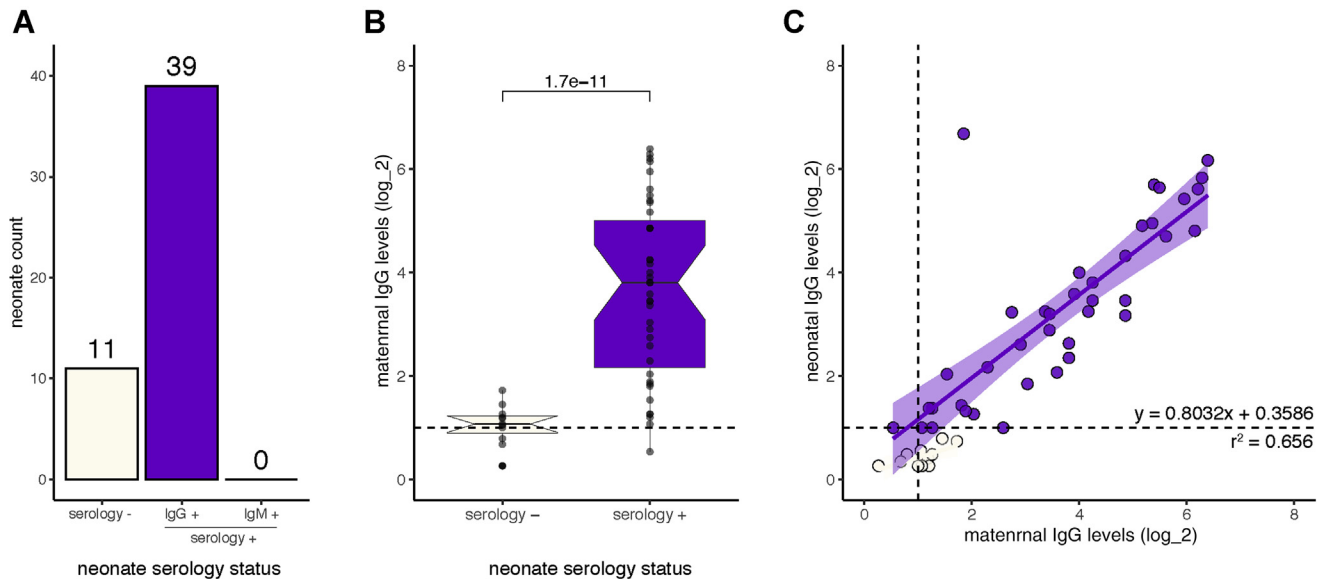 A
neonate count
40
30
20
10
0
11
39
0
serology -
IgG +
IgM +
serology +
neonate serology status
B
maternal IgG levels (log_2)
8
6
4
2
0
1.7e−11
serology −
serology +
neonate serology status
C
neonatal IgG levels (log_2)
8
6
4
2
0
y = 0.8032x + 0.3586
r² = 0.656
0
2
4
6
8
matenrnal IgG levels (log_2)